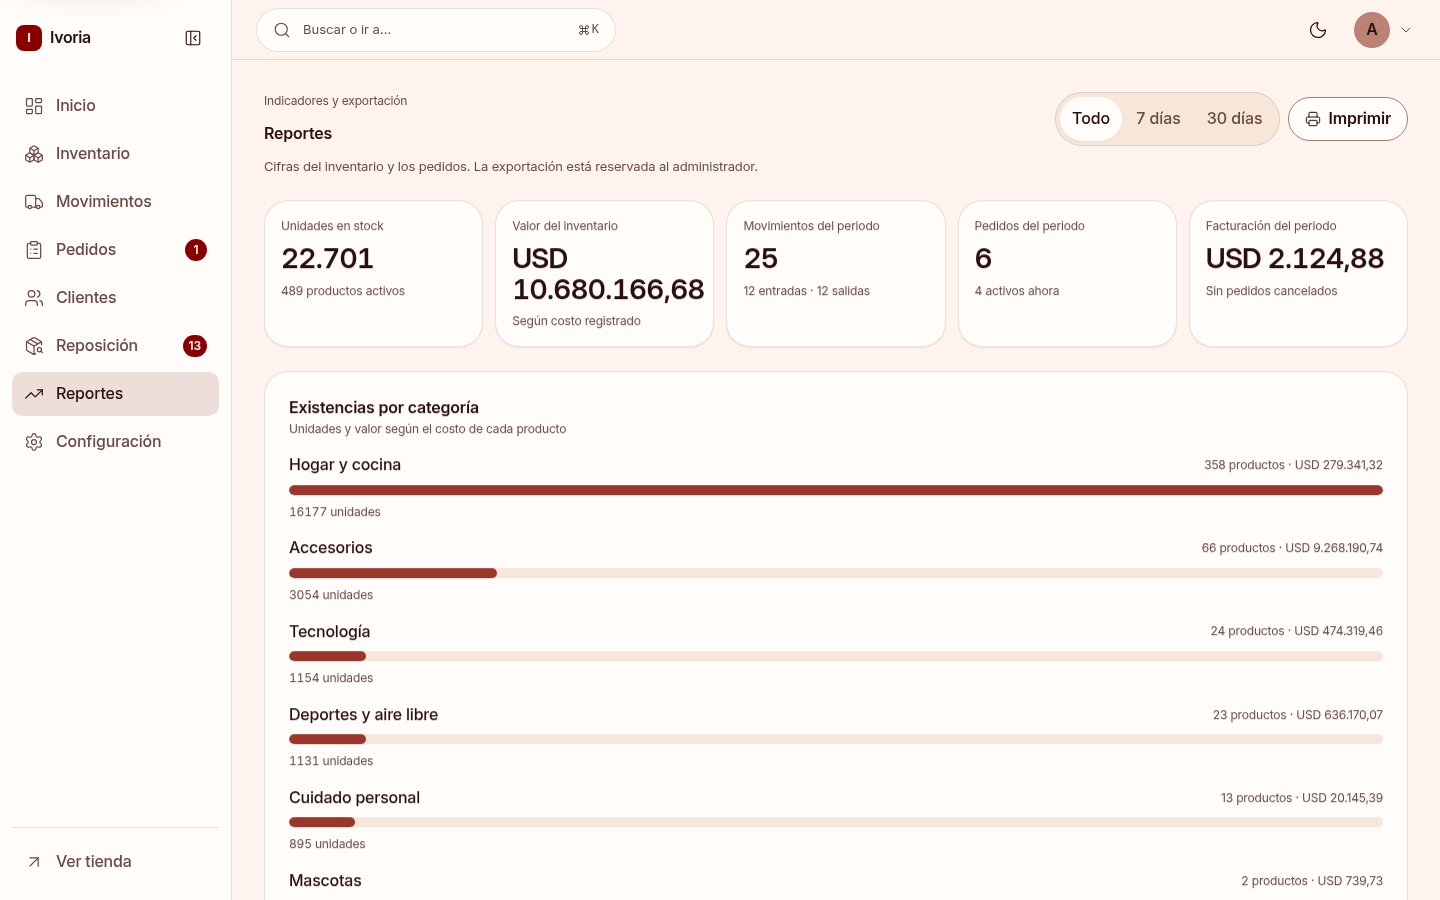 I Ivoria
Buscar o ir a... ⌘K
A
Inicio
Inventario
Movimientos
Pedidos 1
Clientes
Reposición 13
Reportes
Configuración
Ver tienda
Indicadores y exportación
Reportes
Cifras del inventario y los pedidos. La exportación está reservada al administrador.
Todo 7 días 30 días
Imprimir
Unidades en stock
22.701
489 productos activos
Valor del inventario
USD
10.680.166,68
Según costo registrado
Movimientos del periodo
25
12 entradas · 12 salidas
Pedidos del periodo
6
4 activos ahora
Facturación del periodo
USD 2.124,88
Sin pedidos cancelados
Existencias por categoría
Unidades y valor según el costo de cada producto
Hogar y cocina 358 productos · USD 279.341,32
16177 unidades
Accesorios 66 productos · USD 9.268.190,74
3054 unidades
Tecnología 24 productos · USD 474.319,46
1154 unidades
Deportes y aire libre 23 productos · USD 636.170,07
1131 unidades
Cuidado personal 13 productos · USD 20.145,39
895 unidades
Mascotas 2 productos · USD 739,73